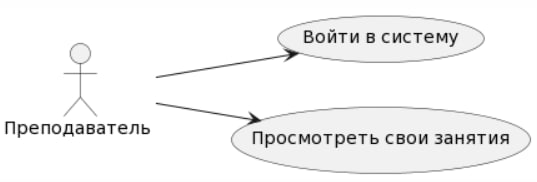 Войти в систему
Преподаватель
Просмотреть свои занятия